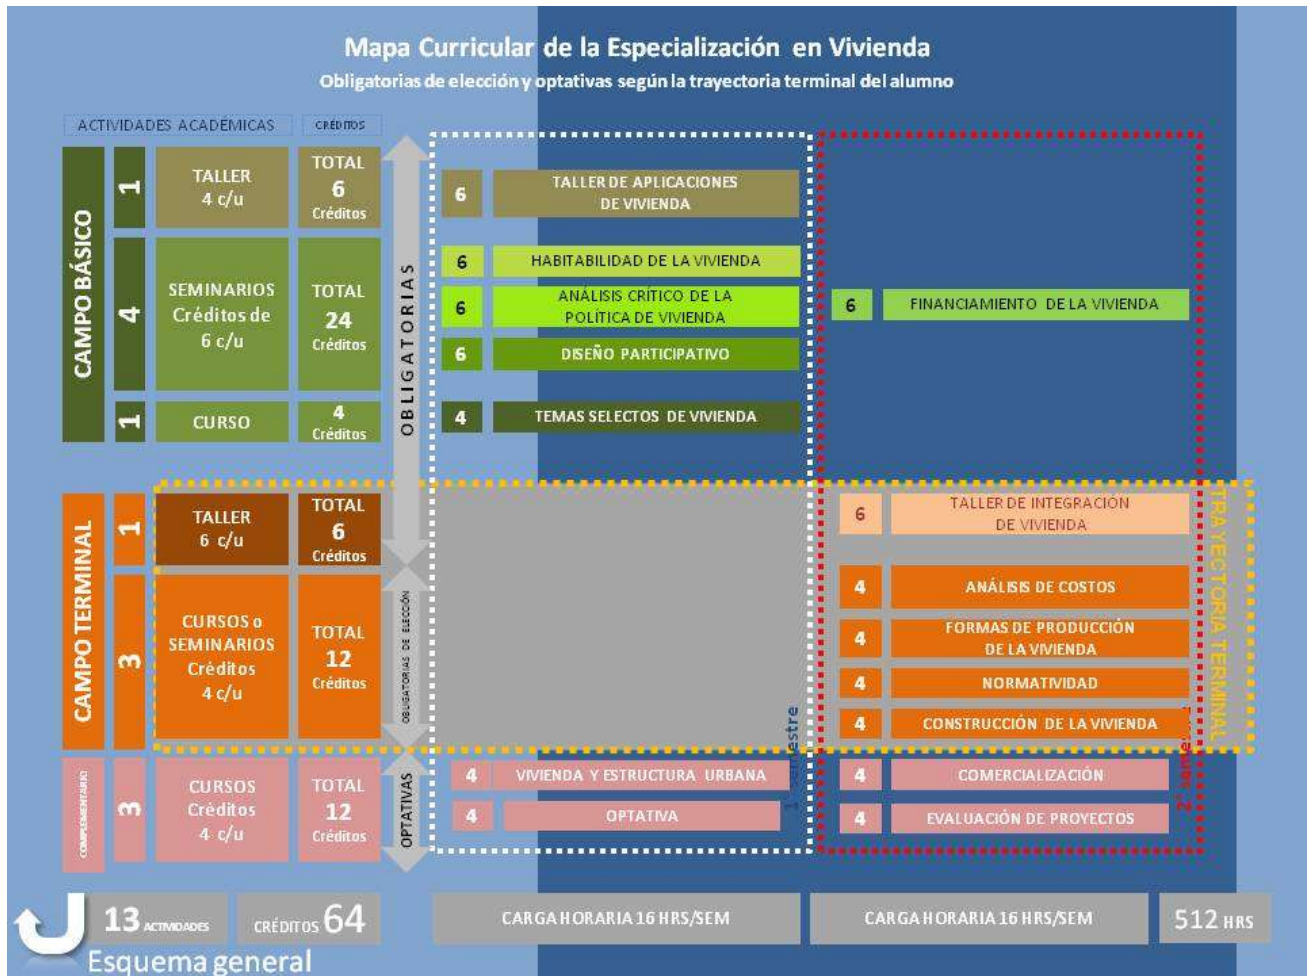 Mapa Curricular de la Especialización en Vivienda
Obligatorias de elección y optativas según la trayectoria terminal del alumno
ACTIVIDADES ACADÉMICAS
CRÉDITOS
CAMPO BÁSICO
1
TALLER
4 c/u
TOTAL
6
Créditos
4
SEMINARIOS
Créditos de
6 c/u
TOTAL
24
Créditos
1
CURSO
4
Créditos
OBLIGATORIAS
6
TALLER DE APLICACIONES
DE VIVIENDA
6
HABITABILIDAD DE LA VIVIENDA
6
ANÁLISIS CRÍTICO DE LA
POLÍTICA DE VIVIENDA
6
DISEÑO PARTICIPATIVO
4
TEMAS SELECTOS DE VIVIENDA
6
FINANCIAMIENTO DE LA VIVIENDA
CAMPO TERMINAL
1
TALLER
6 c/u
TOTAL
6
Créditos
3
CURSOS o
SEMINARIOS
Créditos
4 c/u
TOTAL
12
Créditos
OBLIGATORIAS DE ELECCIÓN
6
TALLER DE INTEGRACIÓN
DE VIVIENDA
4
ANÁLISIS DE COSTOS
4
FORMAS DE PRODUCCIÓN
DE LA VIVIENDA
4
NORMATIVIDAD
4
CONSTRUCCIÓN DE LA VIVIENDA
TRAYECTORIA TERMINAL
COMPLEMENTARIO
3
CURSOS
Créditos
4 c/u
TOTAL
12
Créditos
OPTATIVAS
4
VIVIENDA Y ESTRUCTURA URBANA
4
OPTATIVA
1° semestre
4
COMERCIALIZACIÓN
4
EVALUACIÓN DE PROYECTOS
2° semestre
13 ACTIVIDADES
CRÉDITOS 64
CARGA HORARIA 16 HRS/SEM
CARGA HORARIA 16 HRS/SEM
512 HRS
Esquema general